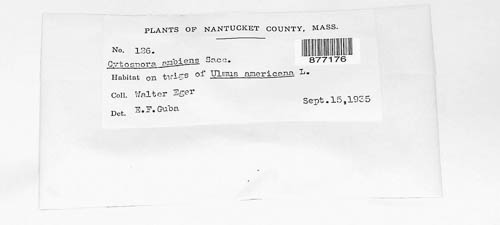 PLANTS OF NANTUCKET COUNTY, MASS.
No. 126.
877176
Cytospora ambiens Sacc.
Habitat on twigs of Ulmus americana L.
Coll. Walter Eger
Sept.15,1935
Det. E.F.Guba